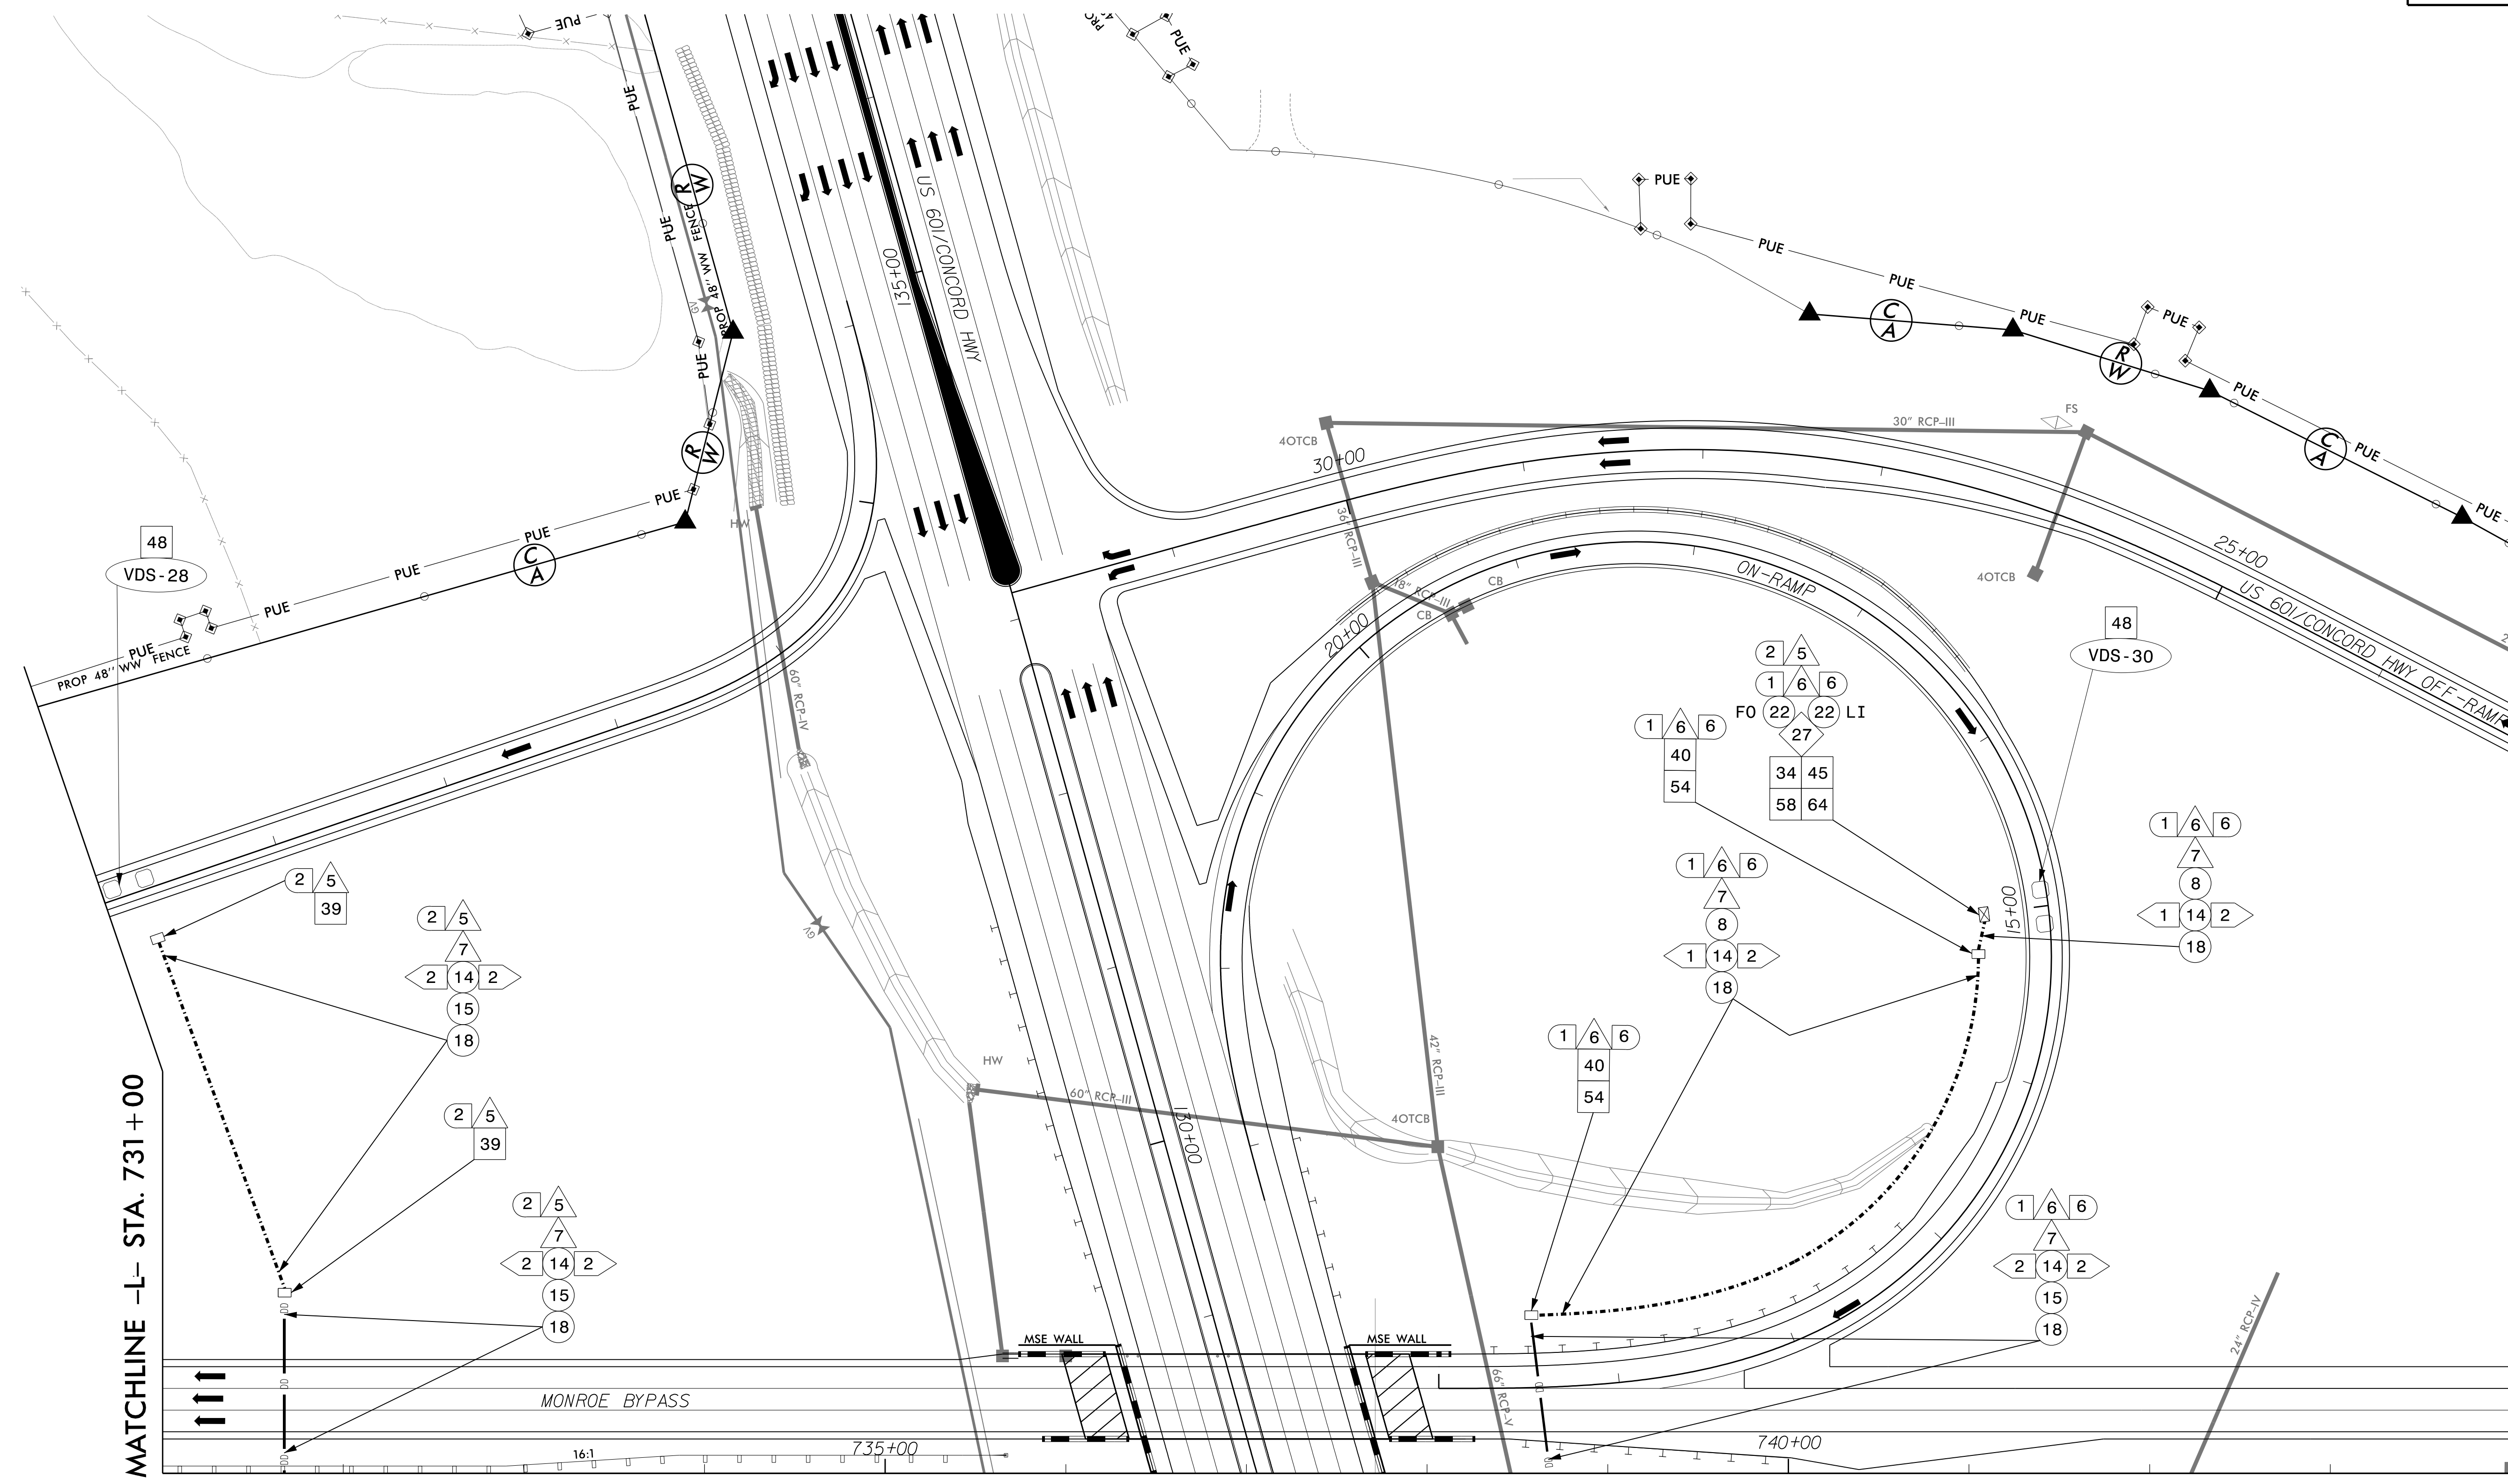 PUE
PRO
4
PUE
PUE
PUE
R
W
PROP 48" WW FENCE
PUE
GV
PUE
R
W
US 601/CONCORD HWY
135+00
PUE
PUE
PUE
C
A
PUE
PUE
R
W
PUE
C
A
PUE
PUE
FS
30" RCP-III
4OTCB
30+00
36" RCP-III
18" RCP-III
CB
CB
ON-RAMP
20+00
4OTCB
25+00
US 601/CONCORD HWY OFF-RAMP
2
PUE
HW
PUE
PUE
C
A
PUE
PUE
PROP 48" WW FENCE
48
VDS-28
48
VDS-30
60" RCP-IV
GV
2 5
1 6 6
FO 22 22 LI
27
34 45
58 64
1 6 6
40
54
1 6 6
7
8
1 14 2
18
1 6 6
7
8
1 14 2
18
15+00
2 5
39
2 5
7
2 14 2
15
18
2 5
39
2 5
7
2 14 2
15
18
HW
60" RCP-III
130+00
42" RCP-III
4OTCB
1 6 6
40
54
1 6 6
7
2 14 2
15
18
24" RCP-IV
MATCHLINE -L- STA. 731+00
MSE WALL
MSE WALL
66" RCP-V
MONROE BYPASS
16:1
735+00
740+00